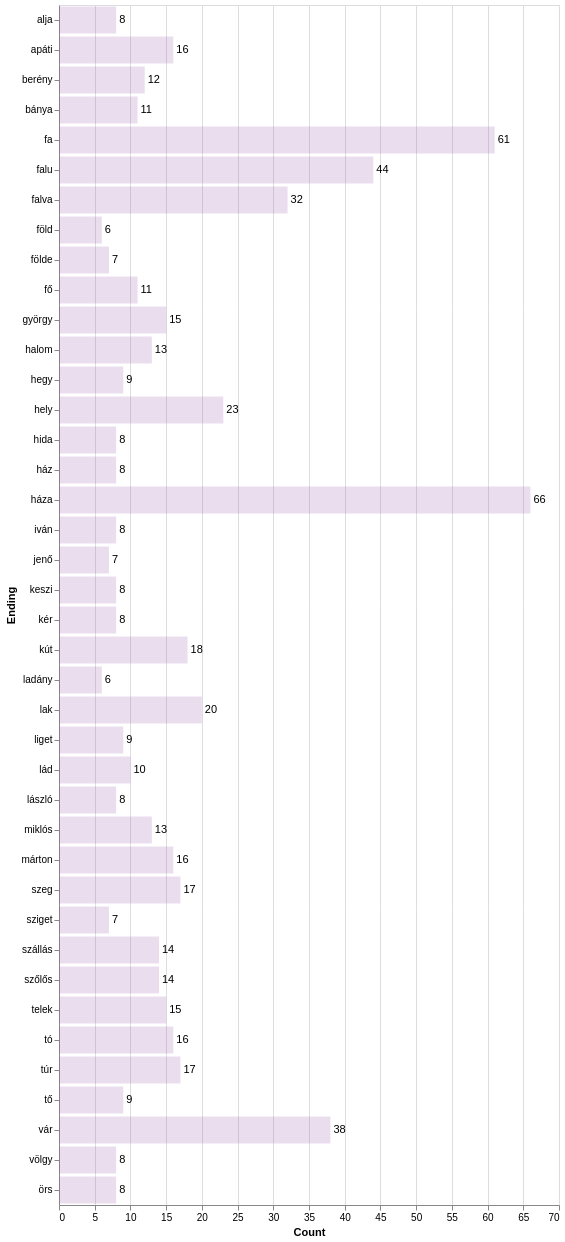 alja 8
apáti 16
berény 12
bánya 11
fa 61
falu 44
falva 32
föld 6
földe 7
fő 11
györgy 15
halom 13
hegy 9
hely 23
hida 8
ház 8
háza 66
iván 8
jenő 7
keszi 8
kér 8
kút 18
ladány 6
lak 20
liget 9
lád 10
lászló 8
miklós 13
márton 16
szeg 17
sziget 7
szállás 14
szőlős 14
telek 15
tó 16
túr 17
tő 9
vár 38
völgy 8
örs 8
Ending
0 5 10 15 20 25 30 35 40 45 50 55 60 65 70
Count